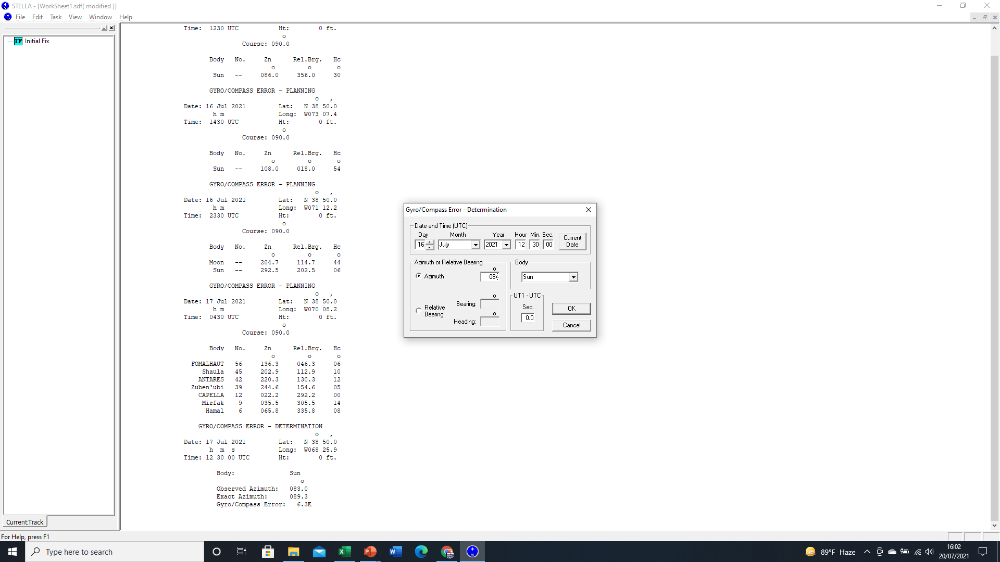 STELLA - [WorkSheet1.sdf( modified )]
File Edit Task View Window Help
IF Initial Fix
CurrentTrack
Time: 1230 UTC Ht: 0 ft.
o
Course: 090.0
Body No. Zn Rel.Brg. Hc
o o o
Sun -- 086.0 356.0 30
GYRO/COMPASS ERROR - PLANNING
o ,
Date: 16 Jul 2021 Lat: N 38 50.0
h m Long: W073 07.4
Time: 1430 UTC Ht: 0 ft.
o
Course: 090.0
Body No. Zn Rel.Brg. Hc
o o o
Sun -- 108.0 018.0 54
GYRO/COMPASS ERROR - PLANNING
o ,
Date: 16 Jul 2021 Lat: N 38 50.0
h m Long: W071 12.2
Time: 2330 UTC Ht: 0 ft.
o
Course: 090.0
Body No. Zn Rel.Brg. Hc
o o o
Moon -- 204.7 114.7 44
Sun -- 292.5 202.5 06
GYRO/COMPASS ERROR - PLANNING
o ,
Date: 17 Jul 2021 Lat: N 38 50.0
h m Long: W070 08.2
Time: 0430 UTC Ht: 0 ft.
o
Course: 090.0
Body No. Zn Rel.Brg. Hc
o o o
FOMALHAUT 56 136.3 046.3 06
Shaula 45 202.9 112.9 10
ANTARES 42 220.3 130.3 12
Zuben'ubi 39 244.6 154.6 05
CAPELLA 12 022.2 292.2 00
Mirfak 9 035.5 305.5 14
Hamal 6 065.8 335.8 08
GYRO/COMPASS ERROR - DETERMINATION
o ,
Date: 17 Jul 2021 Lat: N 38 50.0
h m s Long: W068 25.9
Time: 12 30 00 UTC Ht: 0 ft.
Body: Sun
o
Observed Azimuth: 083.0
Exact Azimuth: 089.3
Gyro/Compass Error: 6.3E
Gyro/Compass Error - Determination
Date and Time (UTC)
Day Month Year Hour Min. Sec.
16 July 2021 12 30 00
Current Date
Azimuth or Relative Bearing
o
Azimuth 084
o
Bearing:
Relative Bearing
o
Heading:
Body
Sun
UT1 - UTC
Sec.
0.0
OK
Cancel
For Help, press F1
Type here to search
89°F Haze
16:02
20/07/2021